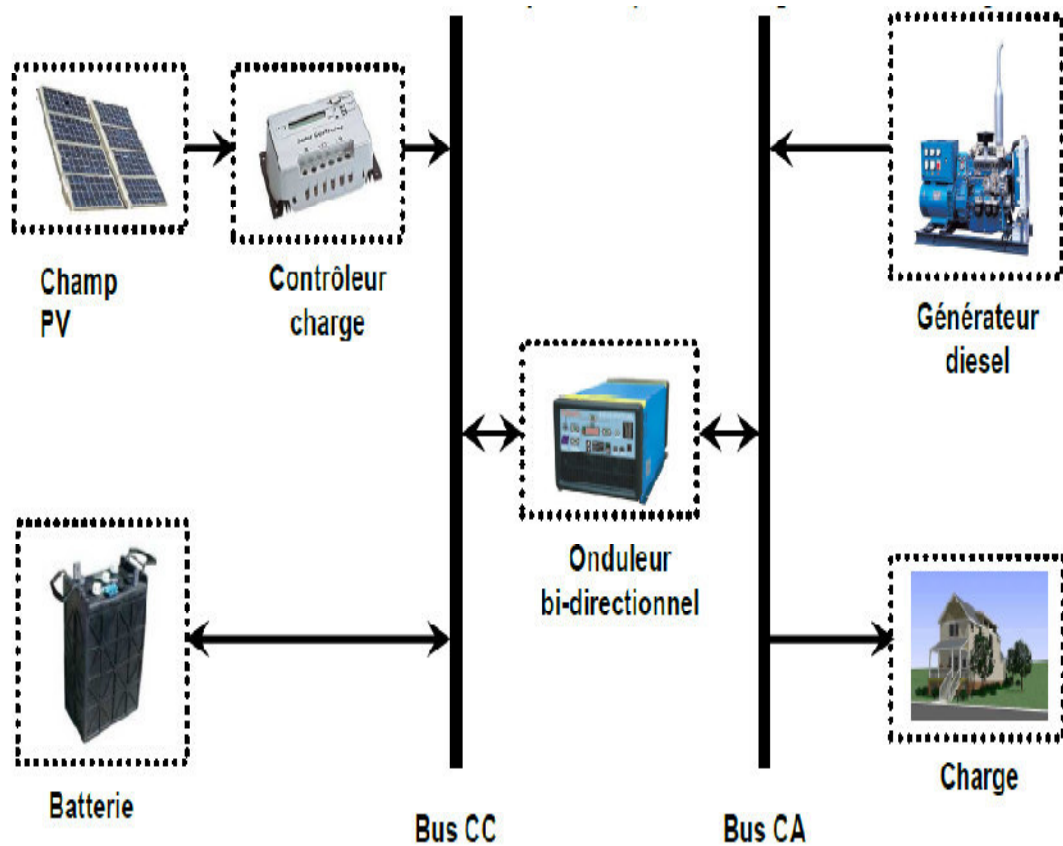 Champ
PV
Contrôleur
charge
Générateur
diesel
Onduleur
bi-directionnel
Batterie
Charge
Bus CC
Bus CA